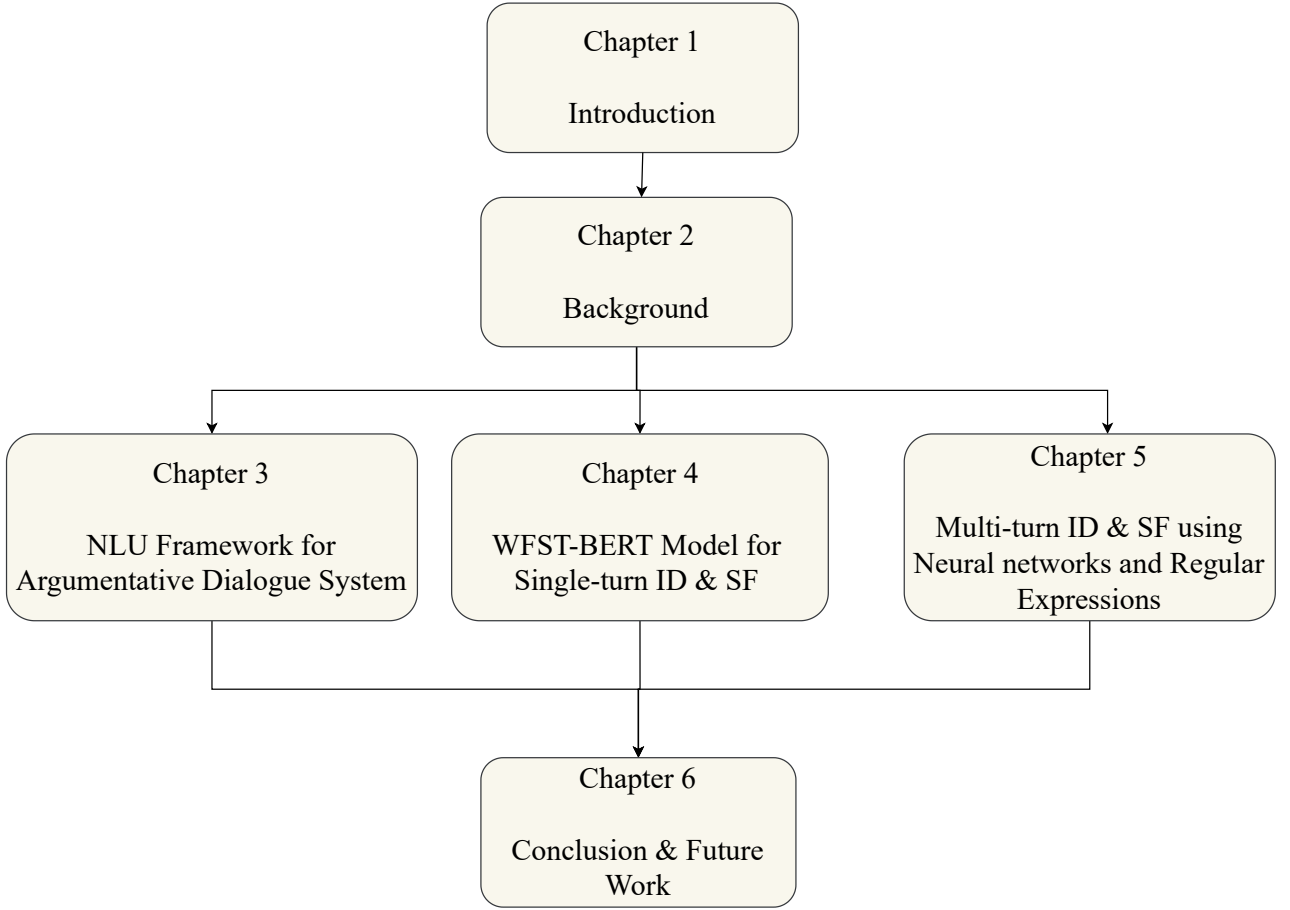 Chapter 1
Introduction
Chapter 2
Background
Chapter 3
NLU Framework for
Argumentative Dialogue System
Chapter 4
WFST-BERT Model for
Single-turn ID & SF
Chapter 5
Multi-turn ID & SF using
Neural networks and Regular
Expressions
Chapter 6
Conclusion & Future
Work